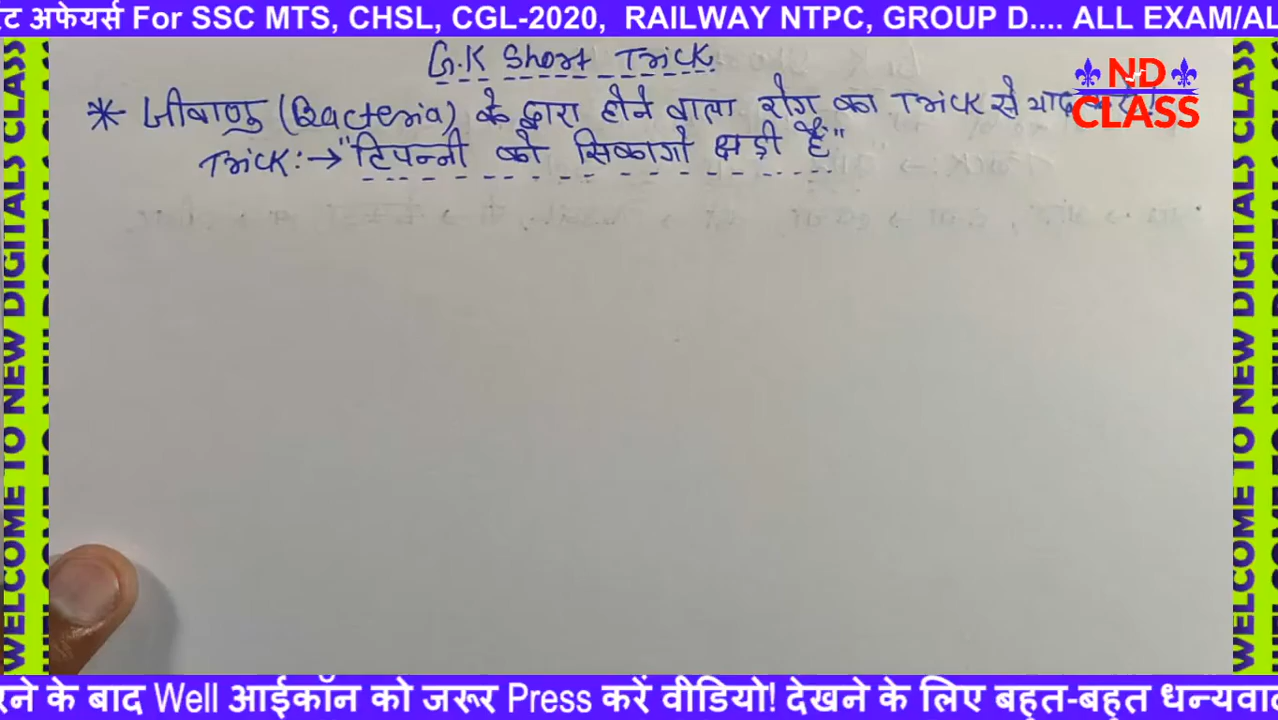 ंट अफेयर्स For SSC MTS, CHSL, CGL-2020, RAILWAY NTPC, GROUP D.... ALL EXAM/AL
G.K Short Trick
ND
CLASS
* जीवाणु (Bacteria) के द्वारा होने वाला रोग का Trick से याद
Trick:→ "टिपन्नी को सिकागो क्षड़ी है"
WELCOME TO NEW DIGITALS CLASS
WELCOME TO NEW DIGITALS CLASS
रने के बाद Well आईकॉन को जरूर Press करें वीडियो! देखने के लिए बहुत-बहुत धन्यवाद